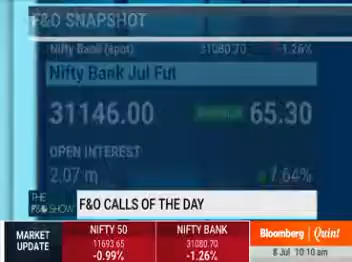 F&O SNAPSHOT
Nifty Bank (spot) 31080.70 -1.26%
Nifty Bank Jul Fut
31146.00 65.30
OPEN INTEREST
2.07 m 7.64%
THE
F&O SHOW
F&O CALLS OF THE DAY
MARKET UPDATE
NIFTY 50
11693.65
-0.99%
NIFTY BANK
31080.70
-1.26%
Bloomberg | Quint
8 Jul 10:10 am